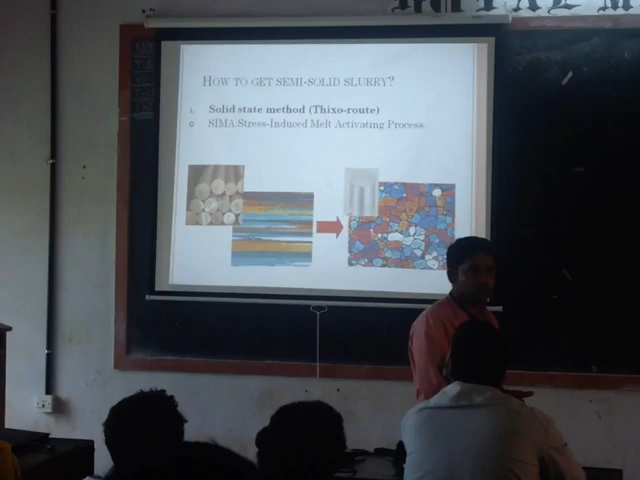 HOW TO GET SEMI-SOLID SLURRY?
1. Solid state method (Thixo-route)
SIMA:Stress-Induced Melt Activating Process